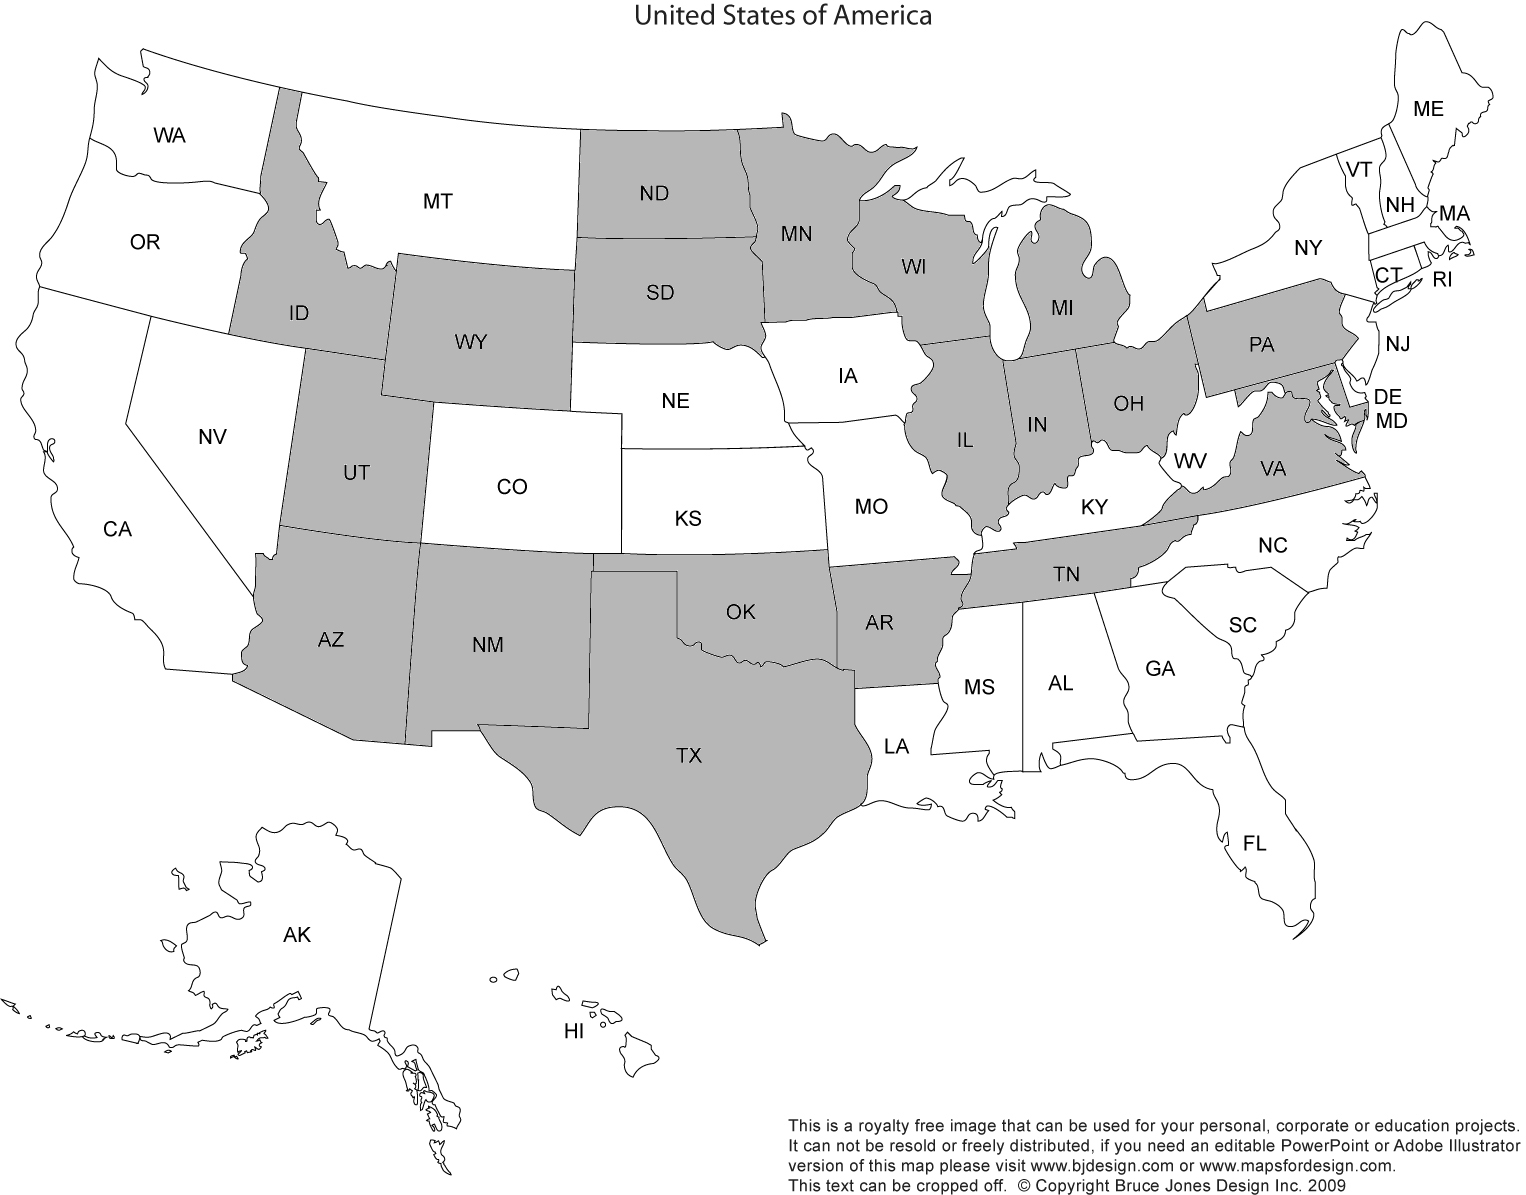 United States of America
ME
WA
VT
MT
ND
NH
MA
OR
MN
NY
WI
CT
RI
SD
MI
ID
WY
PA
NJ
IA
NE
DE
OH
MD
NV
IN
IL
WV
VA
UT
CO
MO
KY
KS
CA
NC
TN
OK
AR
SC
AZ
NM
GA
MS
AL
LA
TX
FL
AK
HI
This is a royalty free image that can be used for your personal, corporate or education projects.
It can not be resold or freely distributed, if you need an editable PowerPoint or Adobe Illustrator
version of this map please visit www.bjdesign.com or www.mapsfordesign.com.
This text can be cropped off. © Copyright Bruce Jones Design Inc. 2009